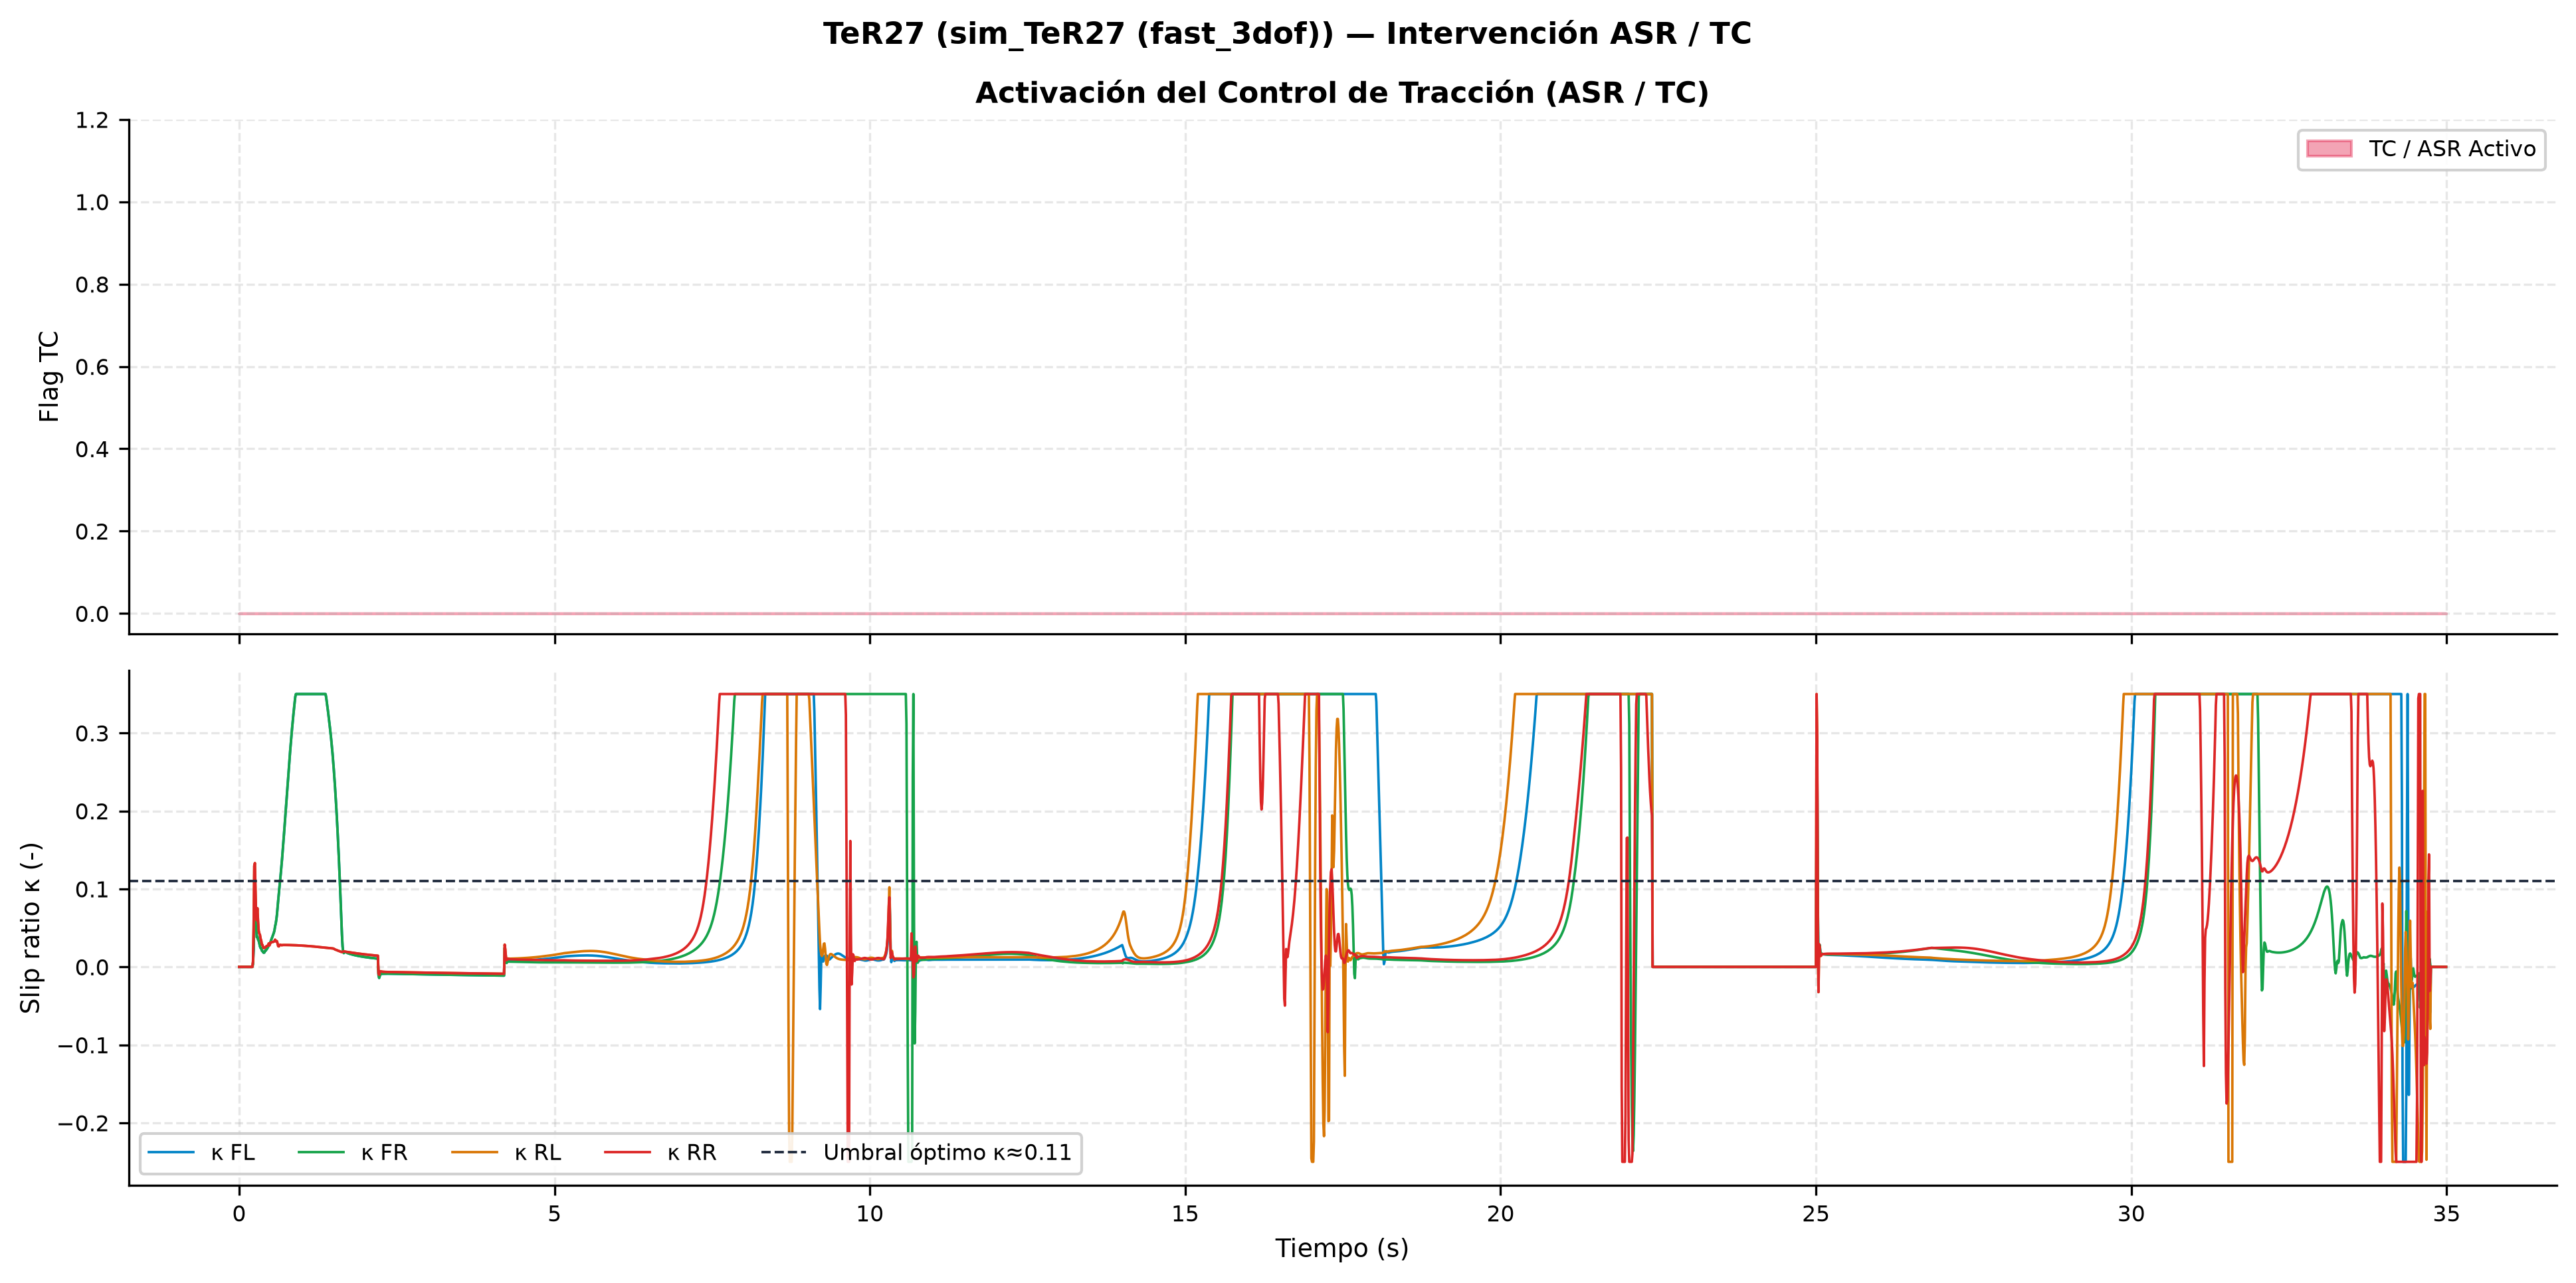 TeR27 (sim_TeR27 (fast_3dof)) — Intervención ASR / TC
Activación del Control de Tracción (ASR / TC)
1.2
1.0
0.8
0.6
0.4
0.2
0.0
Flag TC
TC / ASR Activo
0.3
0.2
0.1
0.0
−0.1
−0.2
Slip ratio κ (-)
κ FL κ FR κ RL κ RR Umbral óptimo κ≈0.11
0 5 10 15 20 25 30 35
Tiempo (s)